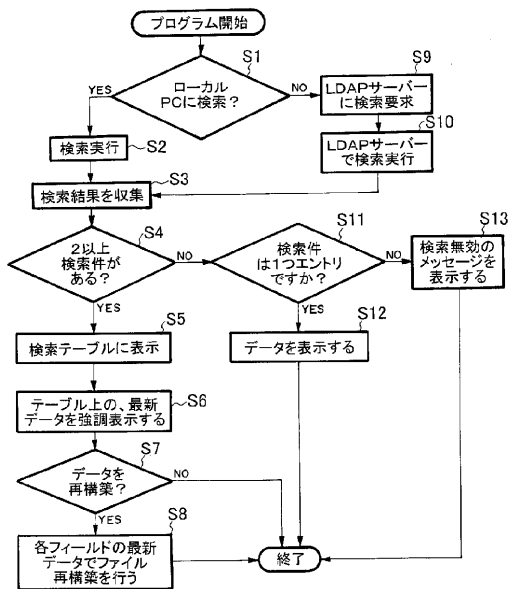 プログラム開始
S1
ローカル
PCに検索？
YES
NO
S9
LDAPサーバー
に検索要求
S10
LDAPサーバー
で検索実行
検索実行
S2
S3
検索結果を収集
S4
2以上
検索件が
ある？
NO
YES
S11
検索件
は1つエントリ
ですか？
NO
YES
S13
検索無効の
メッセージを
表示する
S5
検索テーブルに表示
S12
データを表示する
テーブル上の、最新
データを強調表示する
S6
S7
データを
再構築？
NO
YES
S8
各フィールドの最新
データでファイル
再構築を行う
終了